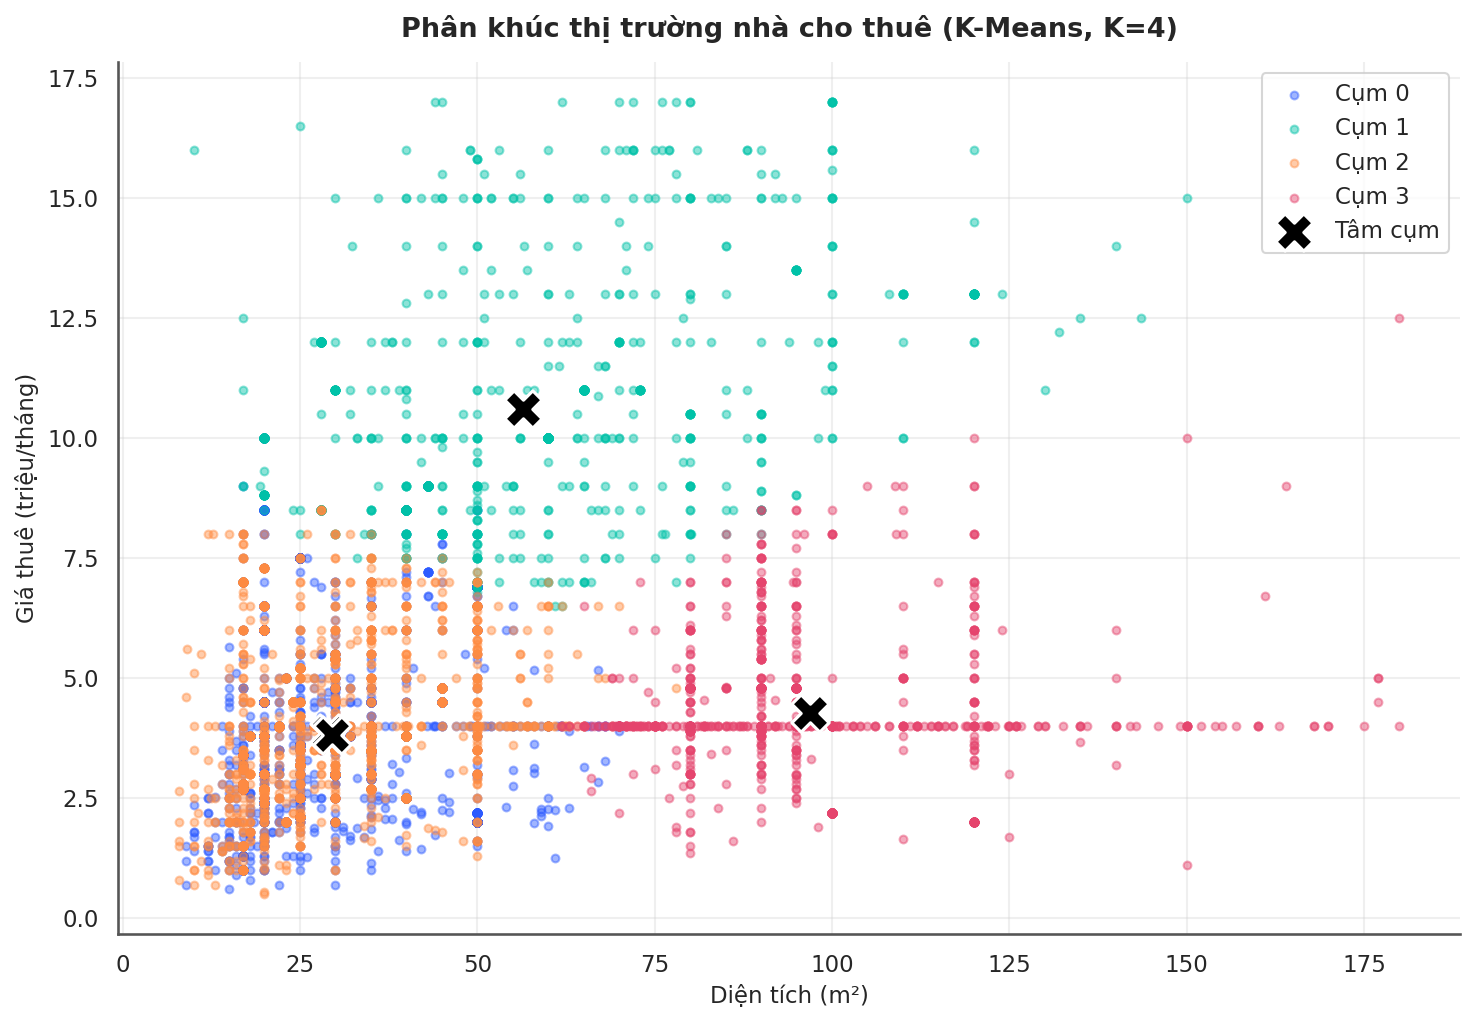 Phân khúc thị trường nhà cho thuê (K-Means, K=4)
Giá thuê (triệu/tháng)
17.5
15.0
12.5
10.0
7.5
5.0
2.5
0.0
Cụm 0
Cụm 1
Cụm 2
Cụm 3
Tâm cụm
0
25
50
75
100
125
150
175
Diện tích (m²)